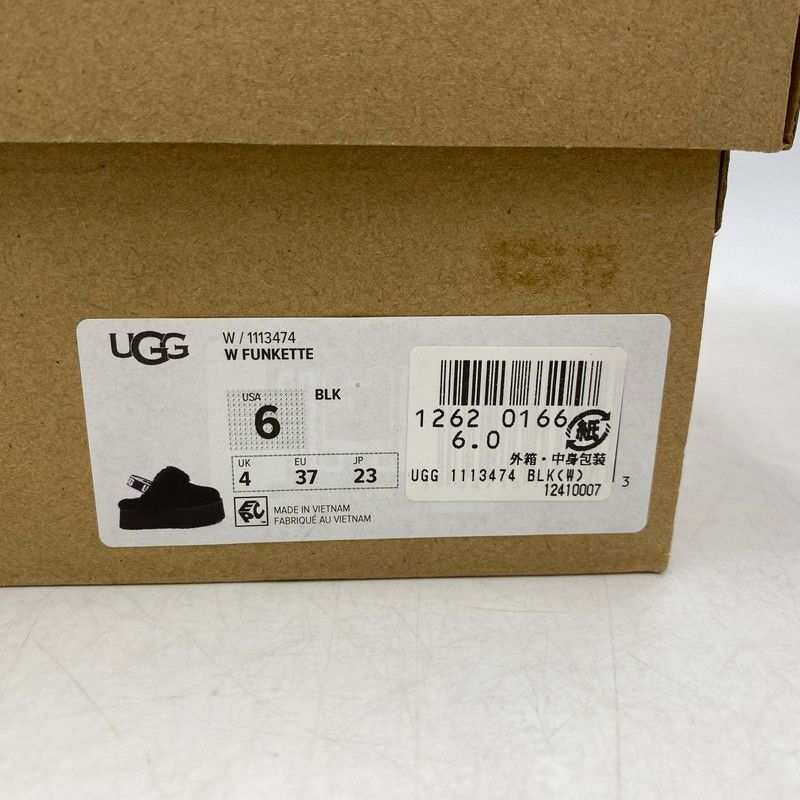 UGG
W / 1113474
W FUNKETTE
USA
6
BLK
UK
4
EU
37
JP
23
EPC
MADE IN VIETNAM
FABRIQUÉ AU VIETNAM
1262 0166
6.0
紙
外箱・中身包装
UGG 1113474 BLK(W)
12410007
3